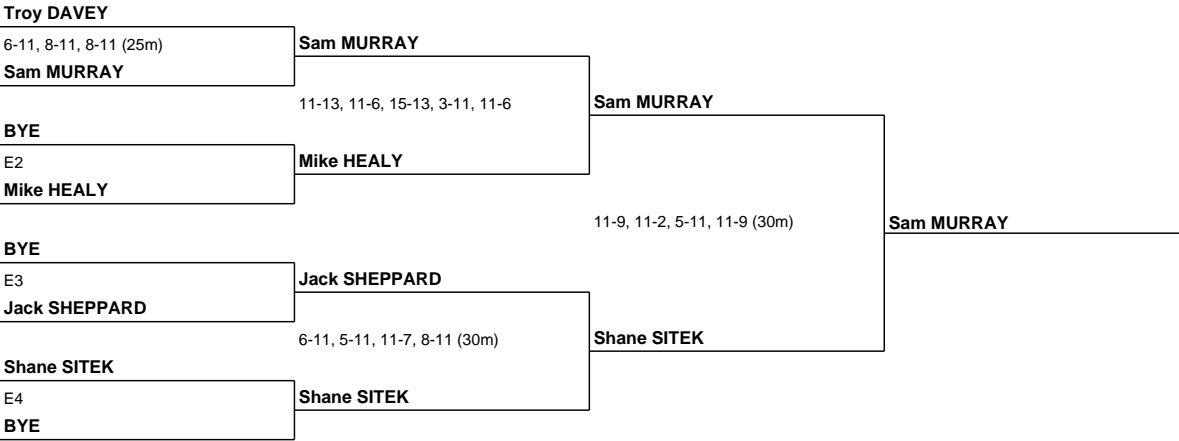 Troy DAVEY
6-11, 8-11, 8-11 (25m)
Sam MURRAY
BYE
E2
Mike HEALY
BYE
E3
Jack SHEPPARD
Shane SITEK
E4
BYE
Sam MURRAY
11-13, 11-6, 15-13, 3-11, 11-6
Mike HEALY
Jack SHEPPARD
6-11, 5-11, 11-7, 8-11 (30m)
Shane SITEK
Sam MURRAY
11-9, 11-2, 5-11, 11-9 (30m)
Shane SITEK
Sam MURRAY